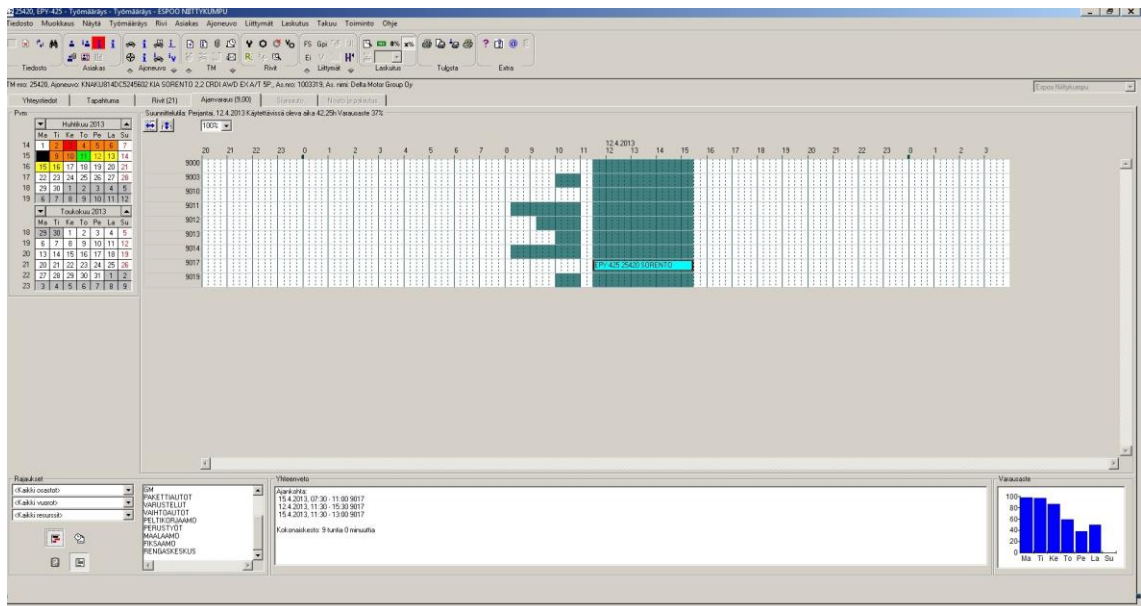 25420, EPY-425 - Työmääräys - Työmääräys - ESPOO NIITTYKUMPU
Tiedosto Muokkaus Näytä Työmääräys Rivi Asiakas Ajoneuvo Liittymät Laskutus Takuu Toiminto Ohje
Tiedosto Asiakas Ajoneuvo TM Rivit Liittymät Laskutus Tulosta Extra
TM nro: 25420, Ajoneuvo: KNAKU814DC5245602 KIA SORENTO 2,2 CRDI AWD EX A/T 5P., As.nro: 1003319, As. nimi: Delta Motor Group Oy
Espoo Niittykumpu
Yhteystiedot Tapahtuma Rivit (21) Ajanvaraus (9,00) Sijaisauto Nouto ja palautus
Pvm
Suunnittelutila: Perjantai, 12.4.2013 Käytettävissä oleva aika 42,25h Varausaste 37%
100%
Huhtikuu 2013
Ma Ti Ke To Pe La Su
14 1 2 3 4 5 6 7
15 9 10 11 12 13 14
16 15 16 17 18 19 20 21
17 22 23 24 25 26 27 28
18 29 30 1 2 3 4 5
19 6 7 8 9 10 11 12
Toukokuu 2013
Ma Ti Ke To Pe La Su
18 29 30 1 2 3 4 5
19 6 7 8 9 10 11 12
20 13 14 15 16 17 18 19
21 20 21 22 23 24 25 26
22 27 28 29 30 31 1 2
23 3 4 5 6 7 8 9
12.4.2013
20 21 22 23 0 1 2 3 4 5 6 7 8 9 10 11 12 13 14 15 16 17 18 19 20 21 22 23 0 1 2 3
9000
9003
9010
9011
9012
9013
9014
9017 EPY-425 25420 SORENTO
9019
Rajaukset
<Kaikki osastot>
<Kaikki vuorot>
<Kaikki resurssit>
GM
PAKETTIAUTOT
VARUSTELUT
VAIHTOAUTOT
PELTIKORJAAMO
PERUSTYÖT
MAALAAMO
FIKSAAMO
RENGASKESKUS
Yhteenveto
Ajankohta:
15.4.2013, 07:30 - 11:00 9017
12.4.2013, 11:30 - 15:30 9017
15.4.2013, 11:30 - 13:00 9017
Kokonaiskesto: 9 tuntia 0 minuuttia
Varausaste
100
80
60
40
20
0
Ma Ti Ke To Pe La Su